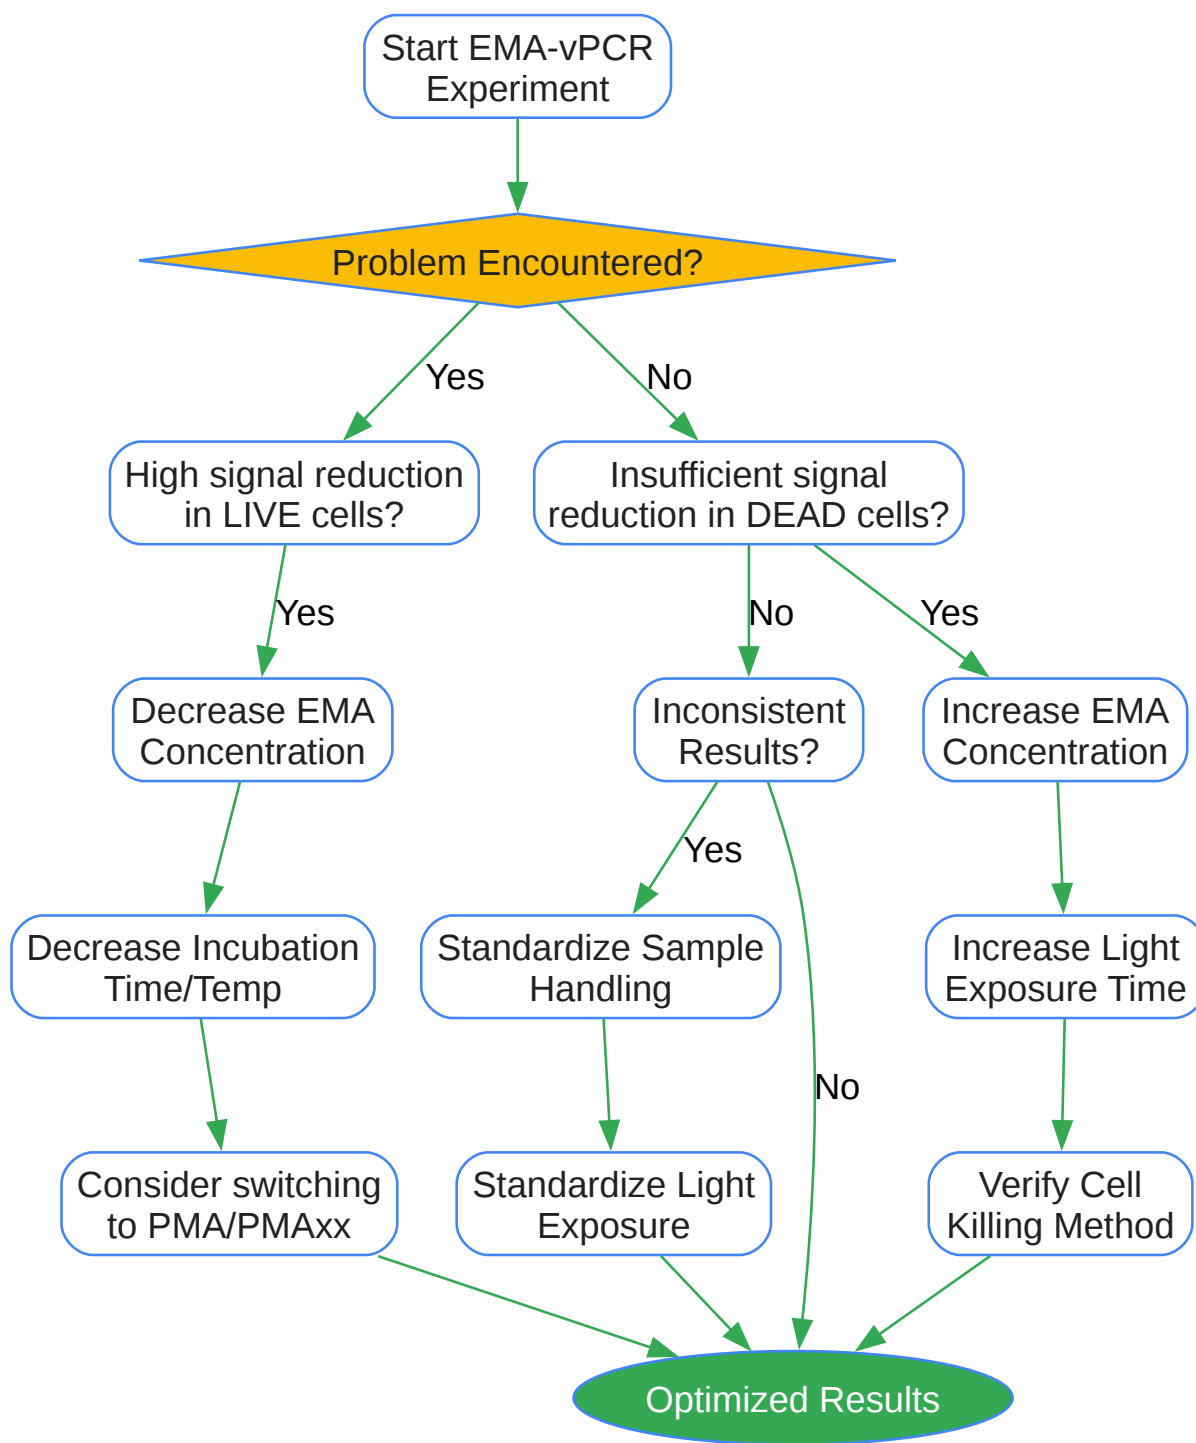 Start EMA-vPCR
Experiment
Problem Encountered?
Yes
No
High signal reduction
in LIVE cells?
Insufficient signal
reduction in DEAD cells?
Yes
No
Yes
Decrease EMA
Concentration
Inconsistent
Results?
Increase EMA
Concentration
Yes
Decrease Incubation
Time/Temp
Standardize Sample
Handling
Increase Light
Exposure Time
No
Consider switching
to PMA/PMAxx
Standardize Light
Exposure
Verify Cell
Killing Method
Optimized Results